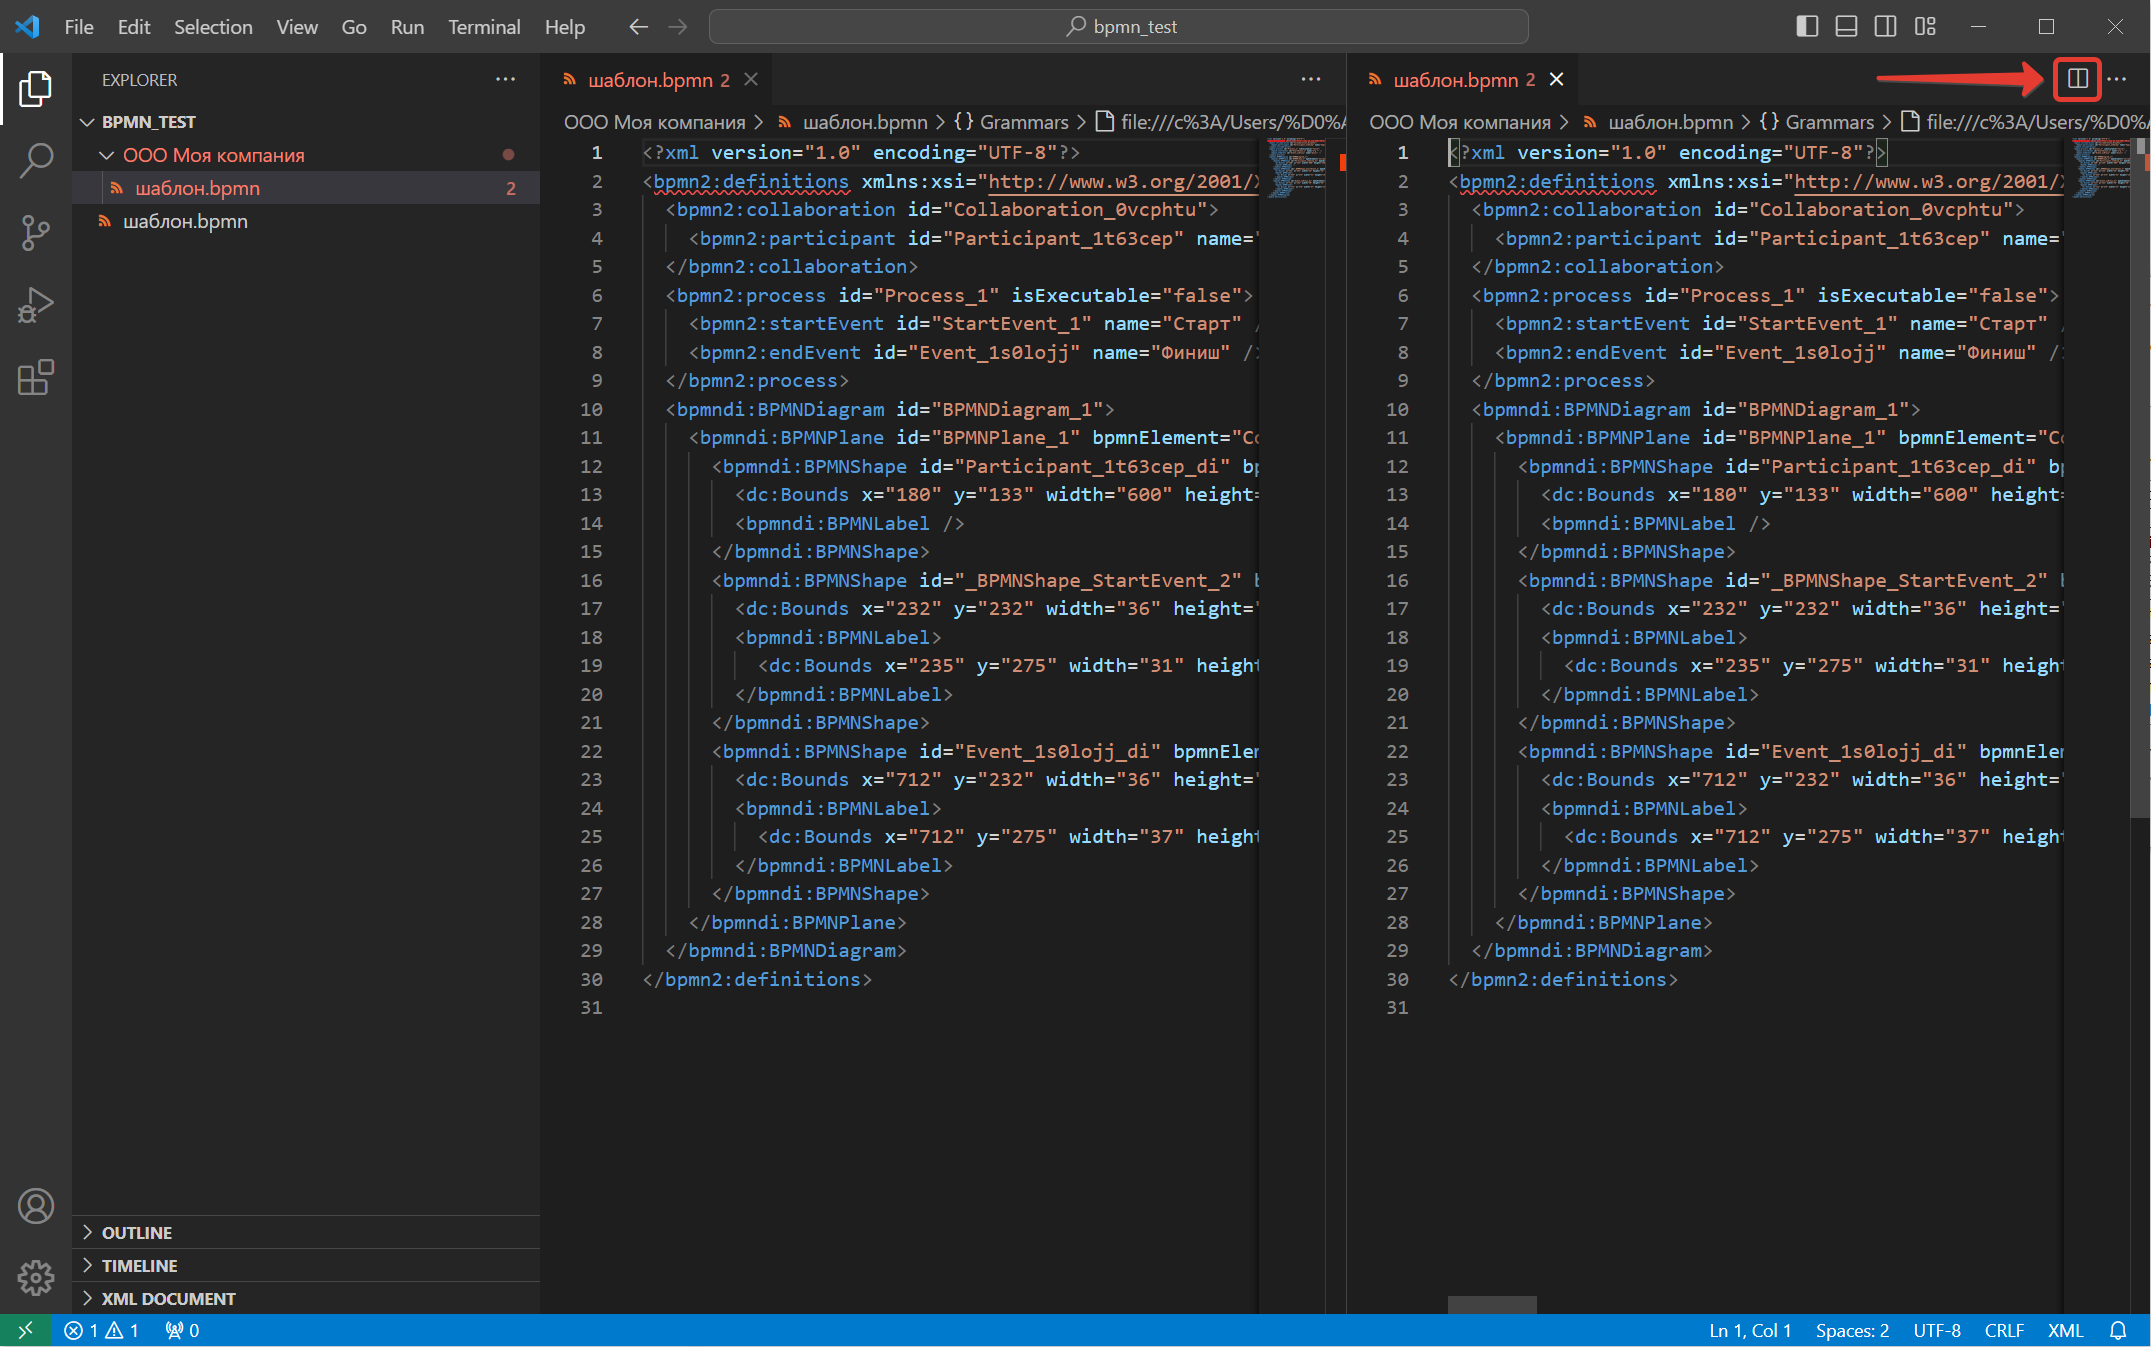 File Edit Selection View Go Run Terminal Help bpmn_test
EXPLORER
BPMN_TEST
ООО Моя компания
шаблон.bpmn 2
шаблон.bpmn
OUTLINE
TIMELINE
XML DOCUMENT
шаблон.bpmn 2
ООО Моя компания > шаблон.bpmn > {} Grammars > file:///c%3A/Users/%D0%
1 <?xml version="1.0" encoding="UTF-8"?>
2 <bpmn2:definitions xmlns:xsi="http://www.w3.org/2001/
3 <bpmn2:collaboration id="Collaboration_0vcphtu">
4 <bpmn2:participant id="Participant_1t63cep" name="
5 </bpmn2:collaboration>
6 <bpmn2:process id="Process_1" isExecutable="false">
7 <bpmn2:startEvent id="StartEvent_1" name="Старт" /
8 <bpmn2:endEvent id="Event_1s0lojj" name="Финиш" />
9 </bpmn2:process>
10 <bpmndi:BPMNDiagram id="BPMNDiagram_1">
11 <bpmndi:BPMNPlane id="BPMNPlane_1" bpmnElement="Co
12 <bpmndi:BPMNShape id="Participant_1t63cep_di" bp
13 <dc:Bounds x="180" y="133" width="600" height=
14 <bpmndi:BPMNLabel />
15 </bpmndi:BPMNShape>
16 <bpmndi:BPMNShape id="_BPMNShape_StartEvent_2" b
17 <dc:Bounds x="232" y="232" width="36" height="
18 <bpmndi:BPMNLabel>
19 <dc:Bounds x="235" y="275" width="31" height
20 </bpmndi:BPMNLabel>
21 </bpmndi:BPMNShape>
22 <bpmndi:BPMNShape id="Event_1s0lojj_di" bpmnElem
23 <dc:Bounds x="712" y="232" width="36" height="
24 <bpmndi:BPMNLabel>
25 <dc:Bounds x="712" y="275" width="37" height
26 </bpmndi:BPMNLabel>
27 </bpmndi:BPMNShape>
28 </bpmndi:BPMNPlane>
29 </bpmndi:BPMNDiagram>
30 </bpmn2:definitions>
31
шаблон.bpmn 2
ООО Моя компания > шаблон.bpmn > {} Grammars > file:///c%3A/Users/%D0%
1 <?xml version="1.0" encoding="UTF-8"?>
2 <bpmn2:definitions xmlns:xsi="http://www.w3.org/2001/
3 <bpmn2:collaboration id="Collaboration_0vcphtu">
4 <bpmn2:participant id="Participant_1t63cep" name="
5 </bpmn2:collaboration>
6 <bpmn2:process id="Process_1" isExecutable="false">
7 <bpmn2:startEvent id="StartEvent_1" name="Старт" /
8 <bpmn2:endEvent id="Event_1s0lojj" name="Финиш" />
9 </bpmn2:process>
10 <bpmndi:BPMNDiagram id="BPMNDiagram_1">
11 <bpmndi:BPMNPlane id="BPMNPlane_1" bpmnElement="Co
12 <bpmndi:BPMNShape id="Participant_1t63cep_di" bp
13 <dc:Bounds x="180" y="133" width="600" height=
14 <bpmndi:BPMNLabel />
15 </bpmndi:BPMNShape>
16 <bpmndi:BPMNShape id="_BPMNShape_StartEvent_2" b
17 <dc:Bounds x="232" y="232" width="36" height="
18 <bpmndi:BPMNLabel>
19 <dc:Bounds x="235" y="275" width="31" height
20 </bpmndi:BPMNLabel>
21 </bpmndi:BPMNShape>
22 <bpmndi:BPMNShape id="Event_1s0lojj_di" bpmnElem
23 <dc:Bounds x="712" y="232" width="36" height="
24 <bpmndi:BPMNLabel>
25 <dc:Bounds x="712" y="275" width="37" height
26 </bpmndi:BPMNLabel>
27 </bpmndi:BPMNShape>
28 </bpmndi:BPMNPlane>
29 </bpmndi:BPMNDiagram>
30 </bpmn2:definitions>
31
1 1 0 Ln 1, Col 1 Spaces: 2 UTF-8 CRLF XML